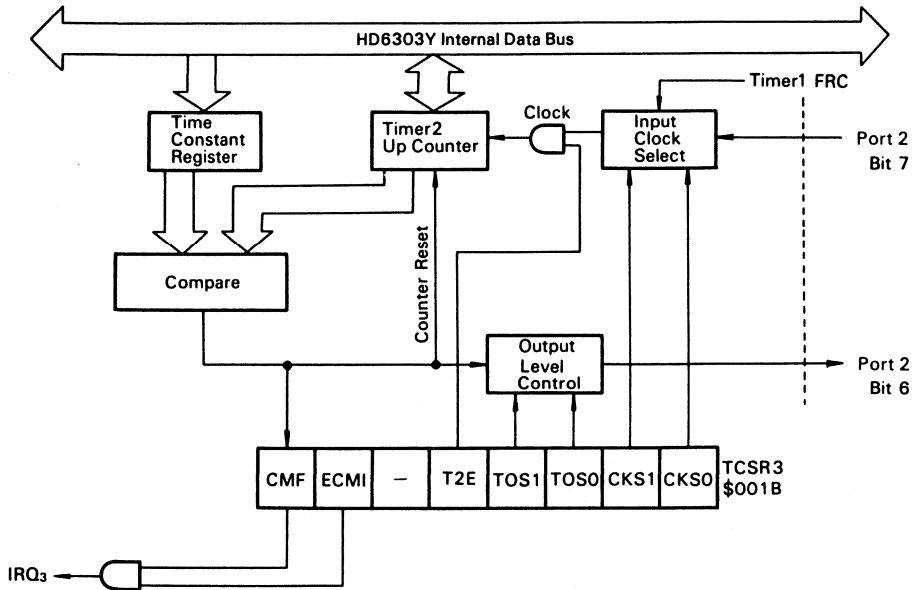 HD6303Y Internal Data Bus
Timer1 FRC
Time
Constant
Register
Timer2
Up Counter
Clock
Input
Clock
Select
Port 2
Bit 7
Compare
Counter Reset
Output
Level
Control
Port 2
Bit 6
CMF
ECMI
—
T2E
TOS1
TOS0
CKS1
CKS0
TCSR3
$001B
IRQ₃